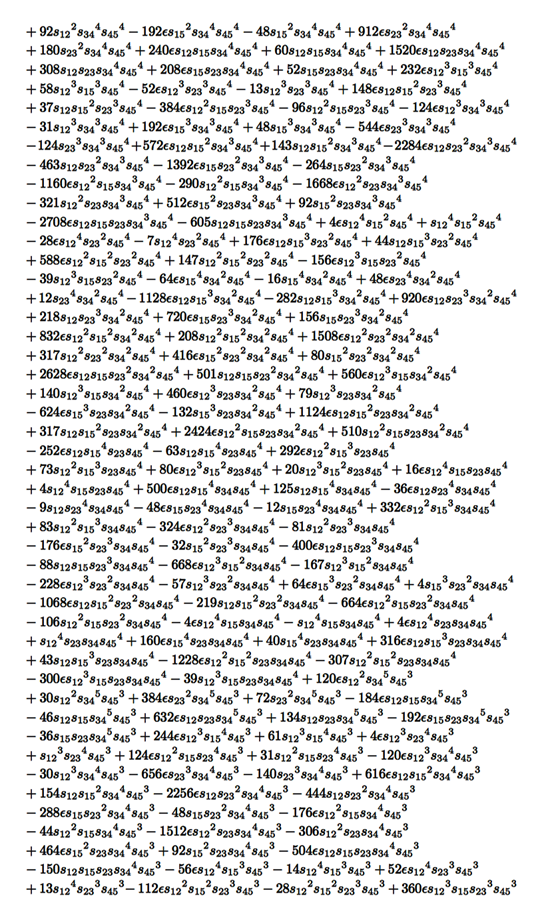 + 92s₁₂²s₃₄⁴s₄₅⁴ − 192ϵs₁₅²s₃₄⁴s₄₅⁴ − 48s₁₅²s₃₄⁴s₄₅⁴ + 912ϵs₂₃²s₃₄⁴s₄₅⁴
+ 180s₂₃²s₃₄⁴s₄₅⁴ + 240ϵs₁₂s₁₅s₃₄⁴s₄₅⁴ + 60s₁₂s₁₅s₃₄⁴s₄₅⁴ + 1520ϵs₁₂s₂₃s₃₄⁴s₄₅⁴
+ 308s₁₂s₂₃s₃₄⁴s₄₅⁴ + 208ϵs₁₅s₂₃s₃₄⁴s₄₅⁴ + 52s₁₅s₂₃s₃₄⁴s₄₅⁴ + 232ϵs₁₂³s₁₅³s₄₅⁴
+ 58s₁₂³s₁₅³s₄₅⁴ − 52ϵs₁₂³s₂₃³s₄₅⁴ − 13s₁₂³s₂₃³s₄₅⁴ + 148ϵs₁₂s₁₅²s₂₃³s₄₅⁴
+ 37s₁₂s₁₅²s₂₃³s₄₅⁴ − 384ϵs₁₂²s₁₅s₂₃³s₄₅⁴ − 96s₁₂²s₁₅s₂₃³s₄₅⁴ − 124ϵs₁₂³s₃₄³s₄₅⁴
− 31s₁₂³s₃₄³s₄₅⁴ + 192ϵs₁₅³s₃₄³s₄₅⁴ + 48s₁₅³s₃₄³s₄₅⁴ − 544ϵs₂₃³s₃₄³s₄₅⁴
−124s₂₃³s₃₄³s₄₅⁴+572ϵs₁₂s₁₅²s₃₄³s₄₅⁴+143s₁₂s₁₅²s₃₄³s₄₅⁴−2284ϵs₁₂s₂₃²s₃₄³s₄₅⁴
− 463s₁₂s₂₃²s₃₄³s₄₅⁴ − 1392ϵs₁₅s₂₃²s₃₄³s₄₅⁴ − 264s₁₅s₂₃²s₃₄³s₄₅⁴
− 1160ϵs₁₂²s₁₅s₃₄³s₄₅⁴ − 290s₁₂²s₁₅s₃₄³s₄₅⁴ − 1668ϵs₁₂²s₂₃s₃₄³s₄₅⁴
− 321s₁₂²s₂₃s₃₄³s₄₅⁴ + 512ϵs₁₅²s₂₃s₃₄³s₄₅⁴ + 92s₁₅²s₂₃s₃₄³s₄₅⁴
− 2708ϵs₁₂s₁₅s₂₃s₃₄³s₄₅⁴ − 605s₁₂s₁₅s₂₃s₃₄³s₄₅⁴ + 4ϵs₁₂⁴s₁₅²s₄₅⁴ + s₁₂⁴s₁₅²s₄₅⁴
− 28ϵs₁₂⁴s₂₃²s₄₅⁴ − 7s₁₂⁴s₂₃²s₄₅⁴ + 176ϵs₁₂s₁₅³s₂₃²s₄₅⁴ + 44s₁₂s₁₅³s₂₃²s₄₅⁴
+ 588ϵs₁₂²s₁₅²s₂₃²s₄₅⁴ + 147s₁₂²s₁₅²s₂₃²s₄₅⁴ − 156ϵs₁₂³s₁₅s₂₃²s₄₅⁴
− 39s₁₂³s₁₅s₂₃²s₄₅⁴ − 64ϵs₁₅⁴s₃₄²s₄₅⁴ − 16s₁₅⁴s₃₄²s₄₅⁴ + 48ϵs₂₃⁴s₃₄²s₄₅⁴
+ 12s₂₃⁴s₃₄²s₄₅⁴ − 1128ϵs₁₂s₁₅³s₃₄²s₄₅⁴ − 282s₁₂s₁₅³s₃₄²s₄₅⁴ + 920ϵs₁₂s₂₃³s₃₄²s₄₅⁴
+ 218s₁₂s₂₃³s₃₄²s₄₅⁴ + 720ϵs₁₅s₂₃³s₃₄²s₄₅⁴ + 156s₁₅s₂₃³s₃₄²s₄₅⁴
+ 832ϵs₁₂²s₁₅²s₃₄²s₄₅⁴ + 208s₁₂²s₁₅²s₃₄²s₄₅⁴ + 1508ϵs₁₂²s₂₃²s₃₄²s₄₅⁴
+ 317s₁₂²s₂₃²s₃₄²s₄₅⁴ + 416ϵs₁₅²s₂₃²s₃₄²s₄₅⁴ + 80s₁₅²s₂₃²s₃₄²s₄₅⁴
+ 2628ϵs₁₂s₁₅s₂₃²s₃₄²s₄₅⁴ + 501s₁₂s₁₅s₂₃²s₃₄²s₄₅⁴ + 560ϵs₁₂³s₁₅s₃₄²s₄₅⁴
+ 140s₁₂³s₁₅s₃₄²s₄₅⁴ + 460ϵs₁₂³s₂₃s₃₄²s₄₅⁴ + 79s₁₂³s₂₃s₃₄²s₄₅⁴
− 624ϵs₁₅³s₂₃s₃₄²s₄₅⁴ − 132s₁₅³s₂₃s₃₄²s₄₅⁴ + 1124ϵs₁₂s₁₅²s₂₃s₃₄²s₄₅⁴
+ 317s₁₂s₁₅²s₂₃s₃₄²s₄₅⁴ + 2424ϵs₁₂²s₁₅s₂₃s₃₄²s₄₅⁴ + 510s₁₂²s₁₅s₂₃s₃₄²s₄₅⁴
− 252ϵs₁₂s₁₅⁴s₂₃s₄₅⁴ − 63s₁₂s₁₅⁴s₂₃s₄₅⁴ + 292ϵs₁₂²s₁₅³s₂₃s₄₅⁴
+ 73s₁₂²s₁₅³s₂₃s₄₅⁴ + 80ϵs₁₂³s₁₅²s₂₃s₄₅⁴ + 20s₁₂³s₁₅²s₂₃s₄₅⁴ + 16ϵs₁₂⁴s₁₅s₂₃s₄₅⁴
+ 4s₁₂⁴s₁₅s₂₃s₄₅⁴ + 500ϵs₁₂s₁₅⁴s₃₄s₄₅⁴ + 125s₁₂s₁₅⁴s₃₄s₄₅⁴ − 36ϵs₁₂s₂₃⁴s₃₄s₄₅⁴
− 9s₁₂s₂₃⁴s₃₄s₄₅⁴ − 48ϵs₁₅s₂₃⁴s₃₄s₄₅⁴ − 12s₁₅s₂₃⁴s₃₄s₄₅⁴ + 332ϵs₁₂²s₁₅³s₃₄s₄₅⁴
+ 83s₁₂²s₁₅³s₃₄s₄₅⁴ − 324ϵs₁₂²s₂₃³s₃₄s₄₅⁴ − 81s₁₂²s₂₃³s₃₄s₄₅⁴
− 176ϵs₁₅²s₂₃³s₃₄s₄₅⁴ − 32s₁₅²s₂₃³s₃₄s₄₅⁴ − 400ϵs₁₂s₁₅s₂₃³s₃₄s₄₅⁴
− 88s₁₂s₁₅s₂₃³s₃₄s₄₅⁴ − 668ϵs₁₂³s₁₅²s₃₄s₄₅⁴ − 167s₁₂³s₁₅²s₃₄s₄₅⁴
− 228ϵs₁₂³s₂₃²s₃₄s₄₅⁴ − 57s₁₂³s₂₃²s₃₄s₄₅⁴ + 64ϵs₁₅³s₂₃²s₃₄s₄₅⁴ + 4s₁₅³s₂₃²s₃₄s₄₅⁴
− 1068ϵs₁₂s₁₅²s₂₃²s₃₄s₄₅⁴ − 219s₁₂s₁₅²s₂₃²s₃₄s₄₅⁴ − 664ϵs₁₂²s₁₅s₂₃²s₃₄s₄₅⁴
− 106s₁₂²s₁₅s₂₃²s₃₄s₄₅⁴ − 4ϵs₁₂⁴s₁₅s₃₄s₄₅⁴ − s₁₂⁴s₁₅s₃₄s₄₅⁴ + 4ϵs₁₂⁴s₂₃s₃₄s₄₅⁴
+ s₁₂⁴s₂₃s₃₄s₄₅⁴ + 160ϵs₁₅⁴s₂₃s₃₄s₄₅⁴ + 40s₁₅⁴s₂₃s₃₄s₄₅⁴ + 316ϵs₁₂s₁₅³s₂₃s₃₄s₄₅⁴
+ 43s₁₂s₁₅³s₂₃s₃₄s₄₅⁴ − 1228ϵs₁₂²s₁₅²s₂₃s₃₄s₄₅⁴ − 307s₁₂²s₁₅²s₂₃s₃₄s₄₅⁴
− 300ϵs₁₂³s₁₅s₂₃s₃₄s₄₅⁴ − 39s₁₂³s₁₅s₂₃s₃₄s₄₅⁴ + 120ϵs₁₂²s₃₄⁵s₄₅³
+ 30s₁₂²s₃₄⁵s₄₅³ + 384ϵs₂₃²s₃₄⁵s₄₅³ + 72s₂₃²s₃₄⁵s₄₅³ − 184ϵs₁₂s₁₅s₃₄⁵s₄₅³
− 46s₁₂s₁₅s₃₄⁵s₄₅³ + 632ϵs₁₂s₂₃s₃₄⁵s₄₅³ + 134s₁₂s₂₃s₃₄⁵s₄₅³ − 192ϵs₁₅s₂₃s₃₄⁵s₄₅³
− 36s₁₅s₂₃s₃₄⁵s₄₅³ + 244ϵs₁₂³s₁₅⁴s₄₅³ + 61s₁₂³s₁₅⁴s₄₅³ + 4ϵs₁₂³s₂₃⁴s₄₅³
+ s₁₂³s₂₃⁴s₄₅³ + 124ϵs₁₂²s₁₅s₂₃⁴s₄₅³ + 31s₁₂²s₁₅s₂₃⁴s₄₅³ − 120ϵs₁₂³s₃₄⁴s₄₅³
− 30s₁₂³s₃₄⁴s₄₅³ − 656ϵs₂₃³s₃₄⁴s₄₅³ − 140s₂₃³s₃₄⁴s₄₅³ + 616ϵs₁₂s₁₅²s₃₄⁴s₄₅³
+ 154s₁₂s₁₅²s₃₄⁴s₄₅³ − 2256ϵs₁₂s₂₃²s₃₄⁴s₄₅³ − 444s₁₂s₂₃²s₃₄⁴s₄₅³
− 288ϵs₁₅s₂₃²s₃₄⁴s₄₅³ − 48s₁₅s₂₃²s₃₄⁴s₄₅³ − 176ϵs₁₂²s₁₅s₃₄⁴s₄₅³
− 44s₁₂²s₁₅s₃₄⁴s₄₅³ − 1512ϵs₁₂²s₂₃s₃₄⁴s₄₅³ − 306s₁₂²s₂₃s₃₄⁴s₄₅³
+ 464ϵs₁₅²s₂₃s₃₄⁴s₄₅³ + 92s₁₅²s₂₃s₃₄⁴s₄₅³ − 504ϵs₁₂s₁₅s₂₃s₃₄⁴s₄₅³
− 150s₁₂s₁₅s₂₃s₃₄⁴s₄₅³ − 56ϵs₁₂⁴s₁₅³s₄₅³ − 14s₁₂⁴s₁₅³s₄₅³ + 52ϵs₁₂⁴s₂₃³s₄₅³
+ 13s₁₂⁴s₂₃³s₄₅³ − 112ϵs₁₂²s₁₅²s₂₃³s₄₅³ − 28s₁₂²s₁₅²s₂₃³s₄₅³ + 360ϵs₁₂³s₁₅s₂₃³s₄₅³